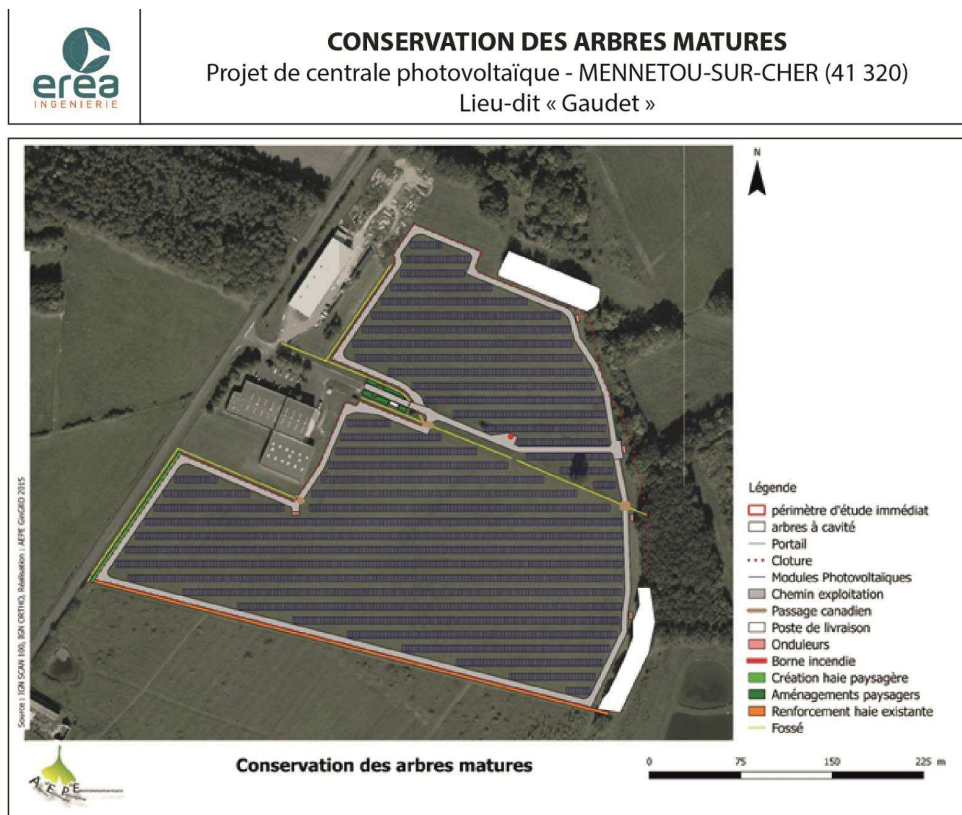 erea
INGENIERIE
CONSERVATION DES ARBRES MATURES
Projet de centrale photovoltaïque - MENNETOU-SUR-CHER (41 320)
Lieu-dit « Gaudet »
N
Légende
périmètre d'étude immédiat
arbres à cavité
Portail
Cloture
Modules Photovoltaïques
Chemin exploitation
Passage canadien
Poste de livraison
Onduleurs
Borne incendie
Création haie paysagère
Aménagements paysagers
Renforcement haie existante
Fossé
Source : IGN SCAN 100, IGN ORTHO, Réalisation : AEPE GINGKO 2015
AEPE
Conservation des arbres matures
0 75 150 225 m